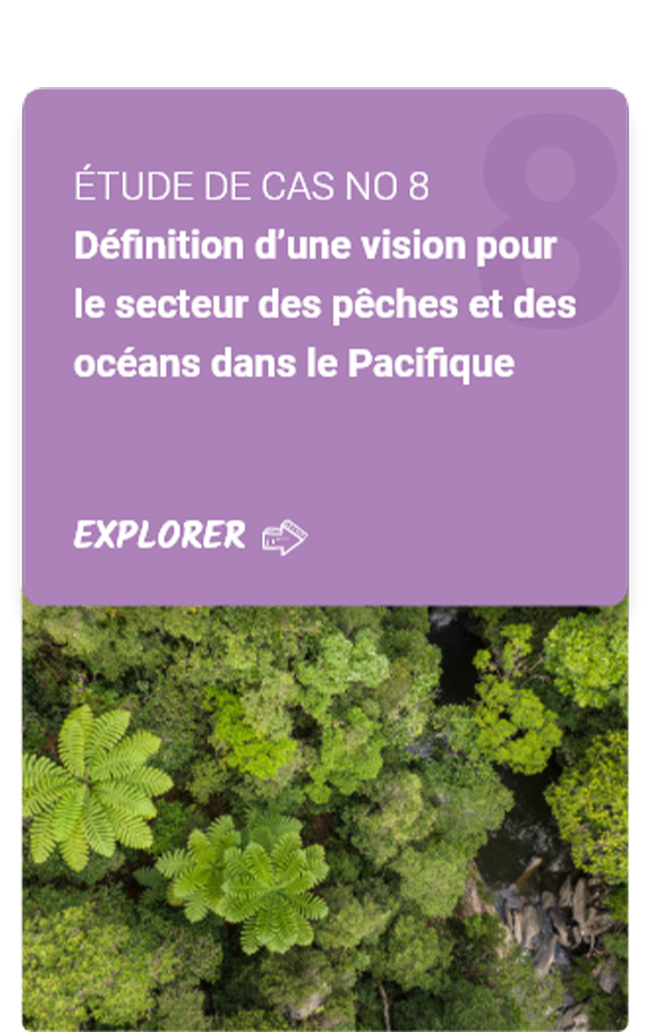 8
ÉTUDE DE CAS NO 8
Définition d’une vision pour
le secteur des pêches et des
océans dans le Pacifique
EXPLORER